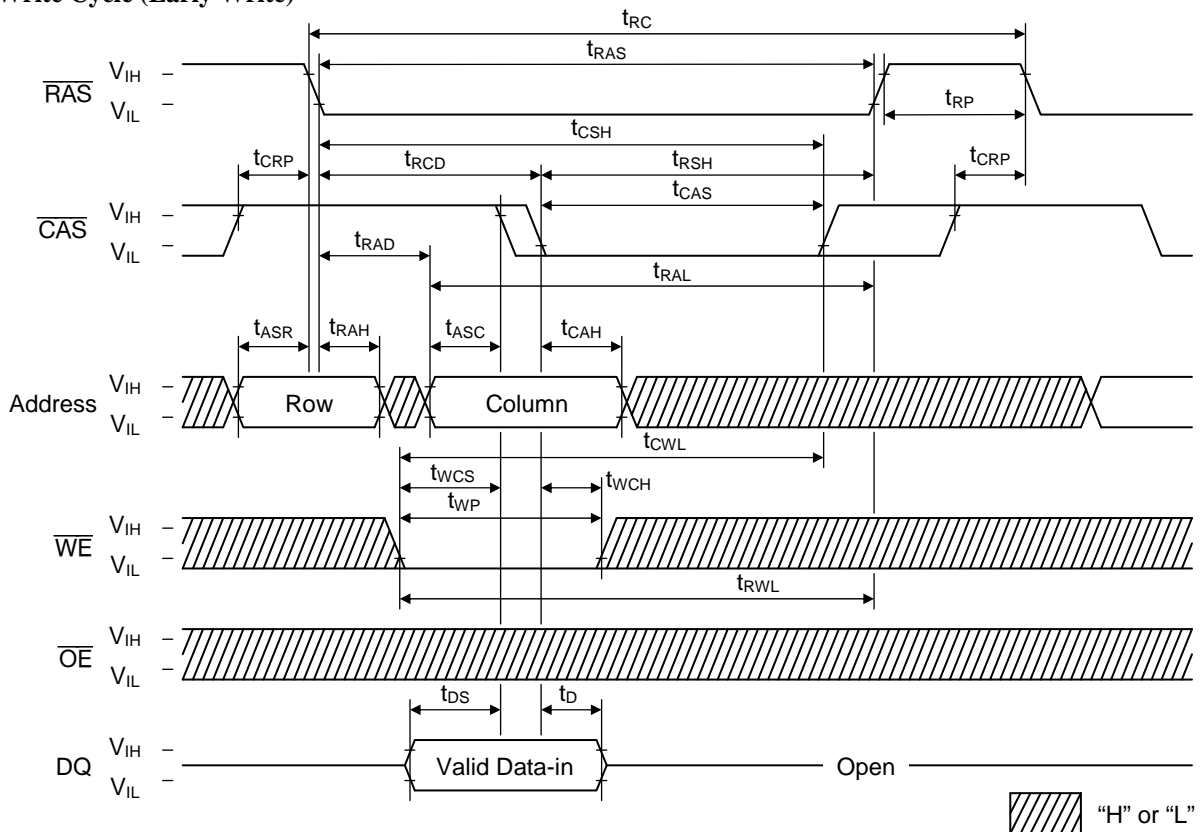 Write Cycle (Early Write)
tRC
tRAS
RAS
VIH
VIL
tRP
tCSH
tCRP
tRCD
tRSH
tCRP
tCAS
CAS
VIH
VIL
tRAD
tRAL
tASR
tRAH
tASC
tCAH
Address
VIH
VIL
Row
Column
tCWL
tWCS
tWCH
tWP
WE
VIH
VIL
tRWL
OE
VIH
VIL
tDS
tD
DQ
VIH
VIL
Valid Data-in
Open
“H” or “L”